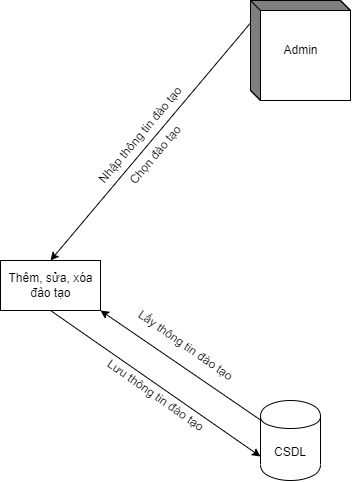 Admin
Nhập thông tin đào tạo
Chọn đào tạo
Thêm, sửa, xóa
đào tạo
Lấy thông tin đào tạo
Lưu thông tin đào tạo
CSDL